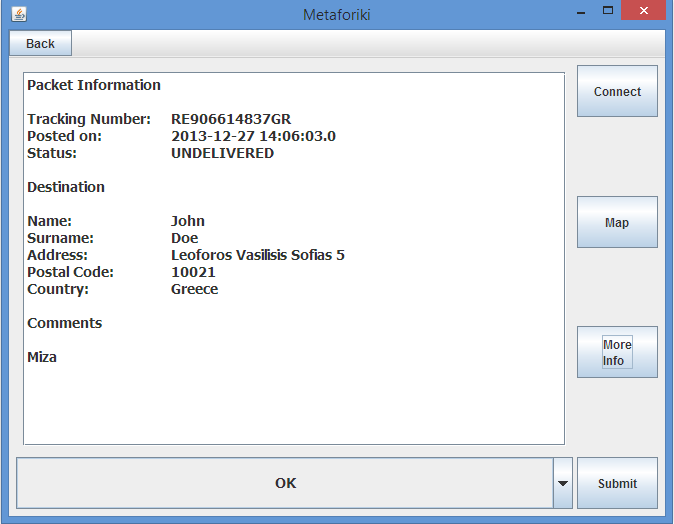 Metaforiki
Back
Packet Information
Tracking Number: RE906614837GR
Posted on: 2013-12-27 14:06:03.0
Status: UNDELIVERED
Destination
Name: John
Surname: Doe
Address: Leoforos Vasilisis Sofias 5
Postal Code: 10021
Country: Greece
Comments
Miza
Connect
Map
More
Info
OK
Submit